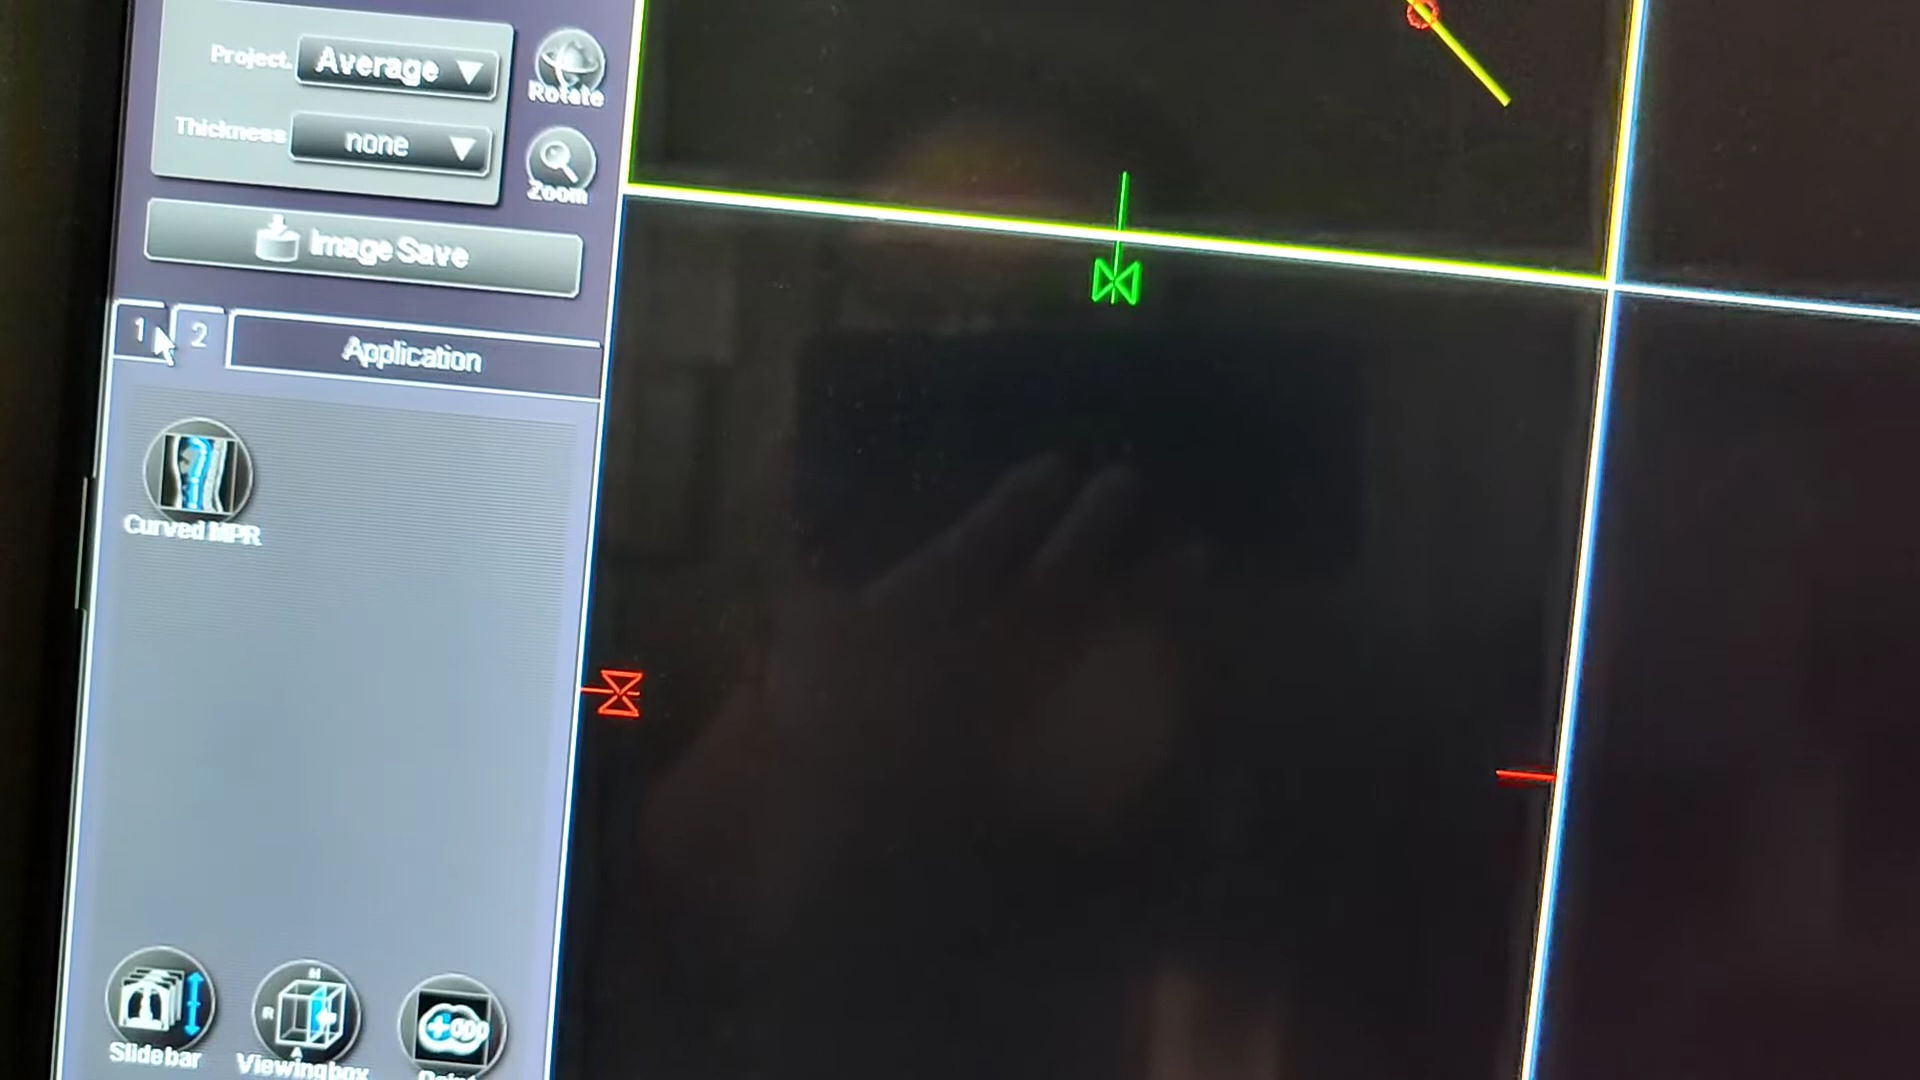 Project. Average
Rotate
Thickness none
Zoom
Image Save
1 2 Application
Curved MPR
H
R
A
Slidebar
Viewingbox